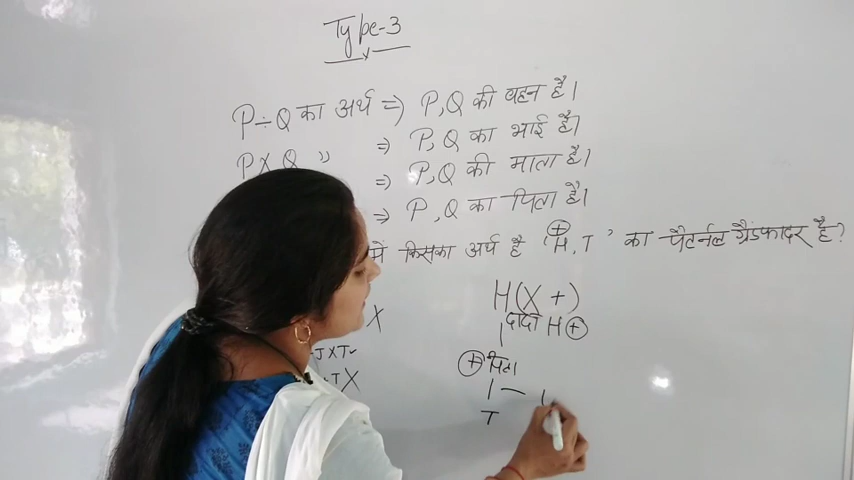 Type-3
P÷Q का अर्थ ⇒ P,Q की बहन है।
P×Q " ⇒ P,Q का भाई है।
⇒ P,Q की माता है।
⇒ P,Q का पिता है।
में किसका अर्थ है 'H, T' का पैटर्नल ग्रैंडफादर है?
+
H(X +)
दादा H +
X
+ पिता
-J×T-
T X
T